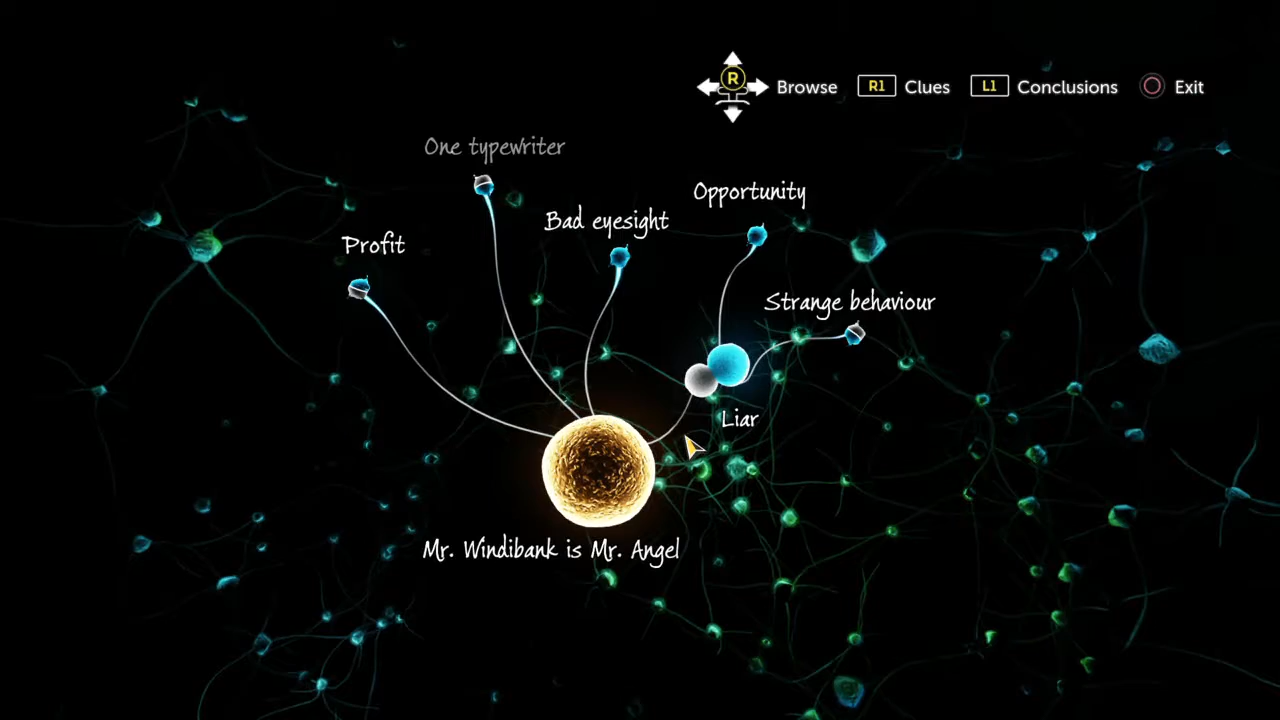 R Browse R1 Clues L1 Conclusions Exit
One typewriter
Opportunity
Bad eyesight
Profit
Strange behaviour
Liar
Mr. Windibank is Mr. Angel